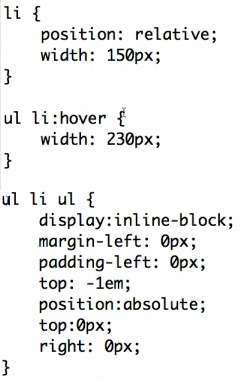 li {
    position: relative;
    width: 150px;
}

ul li:hover {
    width: 230px;
}

ul li ul {
    display:inline-block;
    margin-left: 0px;
    padding-left: 0px;
    top: -1em;
    position:absolute;
    top:0px;
    right: 0px;
}